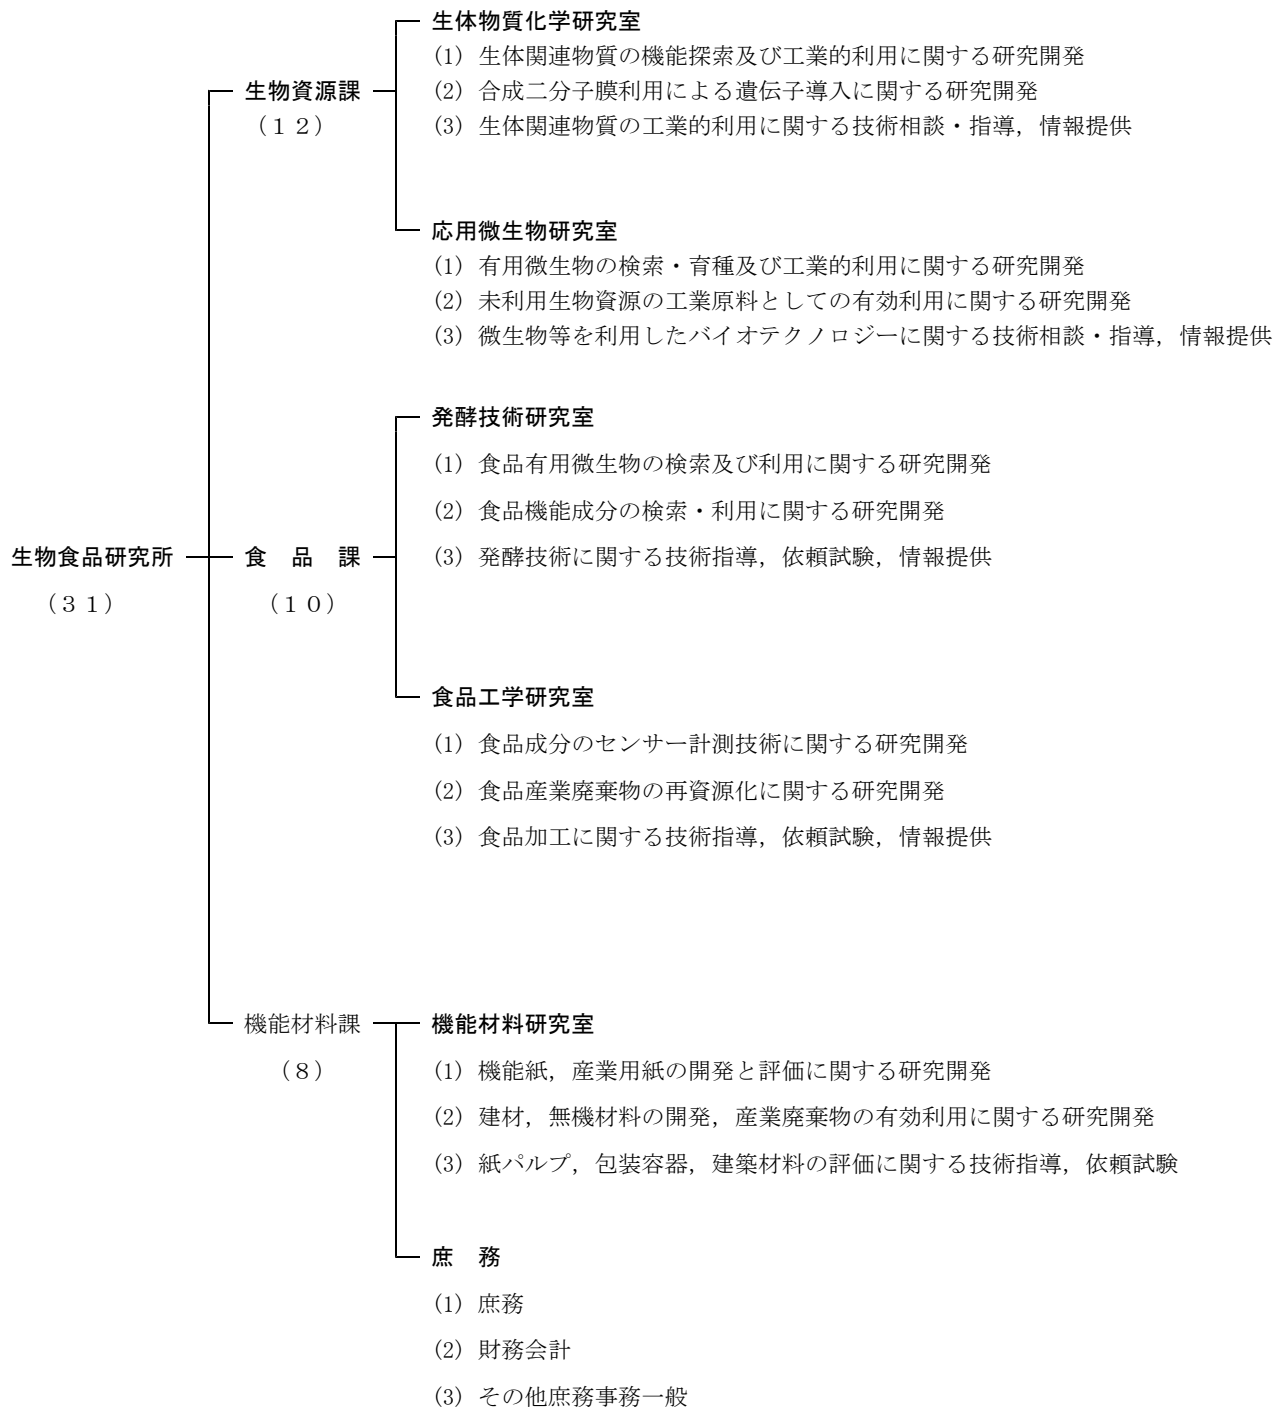 生体物質化学研究室
(1) 生体関連物質の機能探索及び工業的利用に関する研究開発
生物資源課
(2) 合成二分子膜利用による遺伝子導入に関する研究開発
（１２）
(3) 生体関連物質の工業的利用に関する技術相談・指導，情報提供
応用微生物研究室
(1) 有用微生物の検索・育種及び工業的利用に関する研究開発
(2) 未利用生物資源の工業原料としての有効利用に関する研究開発
(3) 微生物等を利用したバイオテクノロジーに関する技術相談・指導，情報提供
発酵技術研究室
(1) 食品有用微生物の検索及び利用に関する研究開発
(2) 食品機能成分の検索・利用に関する研究開発
生物食品研究所
食　品　課
(3) 発酵技術に関する技術指導，依頼試験，情報提供
（３１）
（１０）
食品工学研究室
(1) 食品成分のセンサー計測技術に関する研究開発
(2) 食品産業廃棄物の再資源化に関する研究開発
(3) 食品加工に関する技術指導，依頼試験，情報提供
機能材料課
機能材料研究室
（８）
(1) 機能紙，産業用紙の開発と評価に関する研究開発
(2) 建材，無機材料の開発，産業廃棄物の有効利用に関する研究開発
(3) 紙パルプ，包装容器，建築材料の評価に関する技術指導，依頼試験
庶　務
(1) 庶務
(2) 財務会計
(3) その他庶務事務一般